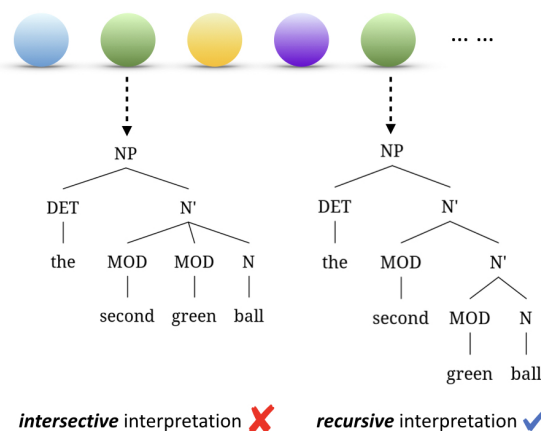 ... ...
NP NP
DET N' DET N'
the MOD MOD N the MOD N'
second green ball second MOD N
green ball
intersective interpretation ✘ recursive interpretation ✓